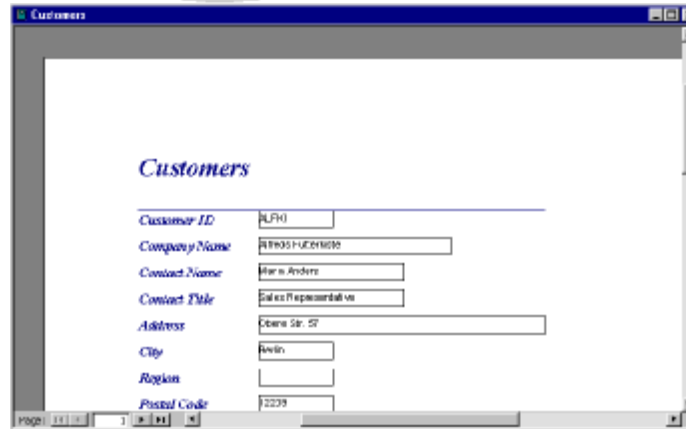 Customers
Customers
Customer ID ALFKI
Company Name Alfreds Futterkiste
Contact Name Maria Anders
Contact Title Sales Representative
Address Obere Str. 57
City Berlin
Region
Postal Code 12209
Page: 1